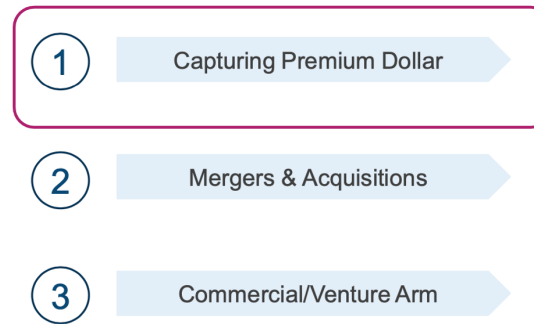 1 Capturing Premium Dollar
2 Mergers & Acquisitions
3 Commercial/Venture Arm